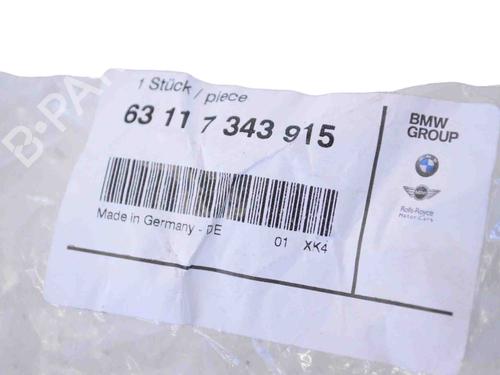 1 Stück / piece
63 11 7 343 915
BMW
GROUP
Rolls-Royce
Motor Cars
Made in Germany - DE
01 XK4
B-PA